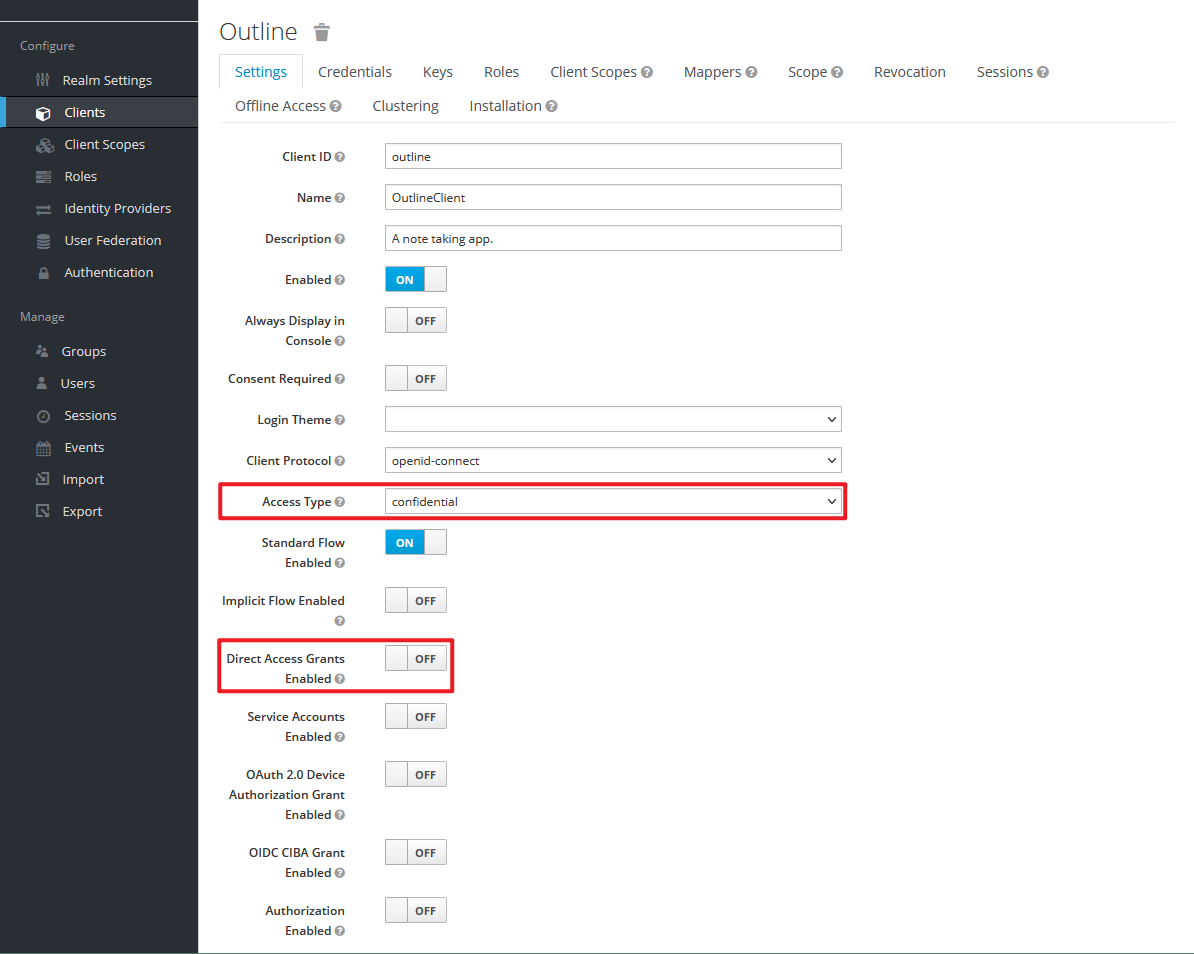 Configure
Realm Settings
Clients
Client Scopes
Roles
Identity Providers
User Federation
Authentication
Manage
Groups
Users
Sessions
Events
Import
Export
Outline
Settings Credentials Keys Roles Client Scopes Mappers Scope Revocation Sessions
Offline Access Clustering Installation
Client ID outline
Name OutlineClient
Description A note taking app.
Enabled ON
Always Display in OFF
Console
Consent Required OFF
Login Theme
Client Protocol openid-connect
Access Type confidential
Standard Flow ON
Enabled
Implicit Flow Enabled OFF
Direct Access Grants OFF
Enabled
Service Accounts OFF
Enabled
OAuth 2.0 Device OFF
Authorization Grant
Enabled
OIDC CIBA Grant OFF
Enabled
Authorization OFF
Enabled